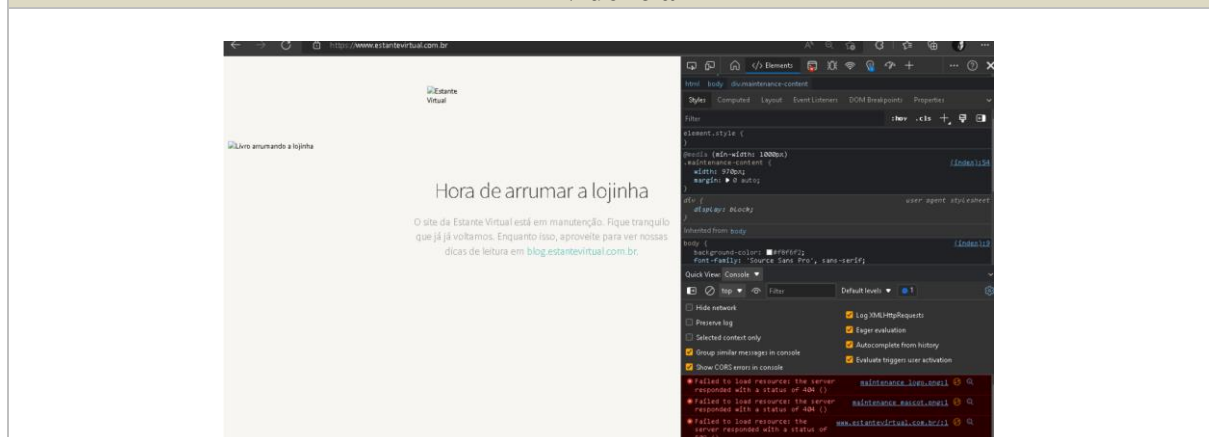 https://www.estantevirtual.com.br
Estante
Virtual
Livro arrumando a lojinha
Hora de arrumar a lojinha
O site da Estante Virtual está em manutenção. Fique tranquilo
que já já voltamos. Enquanto isso, aproveite para ver nossas
dicas de leitura em blog.estantevirtual.com.br.
Elements
html body div.maintenance-content
Styles Computed Layout Event Listeners DOM Breakpoints Properties
Filter :hov .cls
element.style {
}
@media (min-width: 1000px)
.maintenance-content { (index):54
width: 970px;
margin: 0 auto;
}
div { user agent stylesheet
display: block;
}
Inherited from body
body { (index):9
background-color: #f6f6f2;
font-family: 'Source Sans Pro', sans-serif;
Quick View: Console
top Filter Default levels 1
Hide network
Preserve log
Selected context only
Group similar messages in console
Show CORS errors in console
Log XMLHttpRequests
Eager evaluation
Autocomplete from history
Evaluate triggers user activation
Failed to load resource: the server maintenance_logo.png:1
responded with a status of 404 ()
Failed to load resource: the server maintenance_mascot.png:1
responded with a status of 404 ()
Failed to load resource: the www.estantevirtual.com.br/:1
server responded with a status of